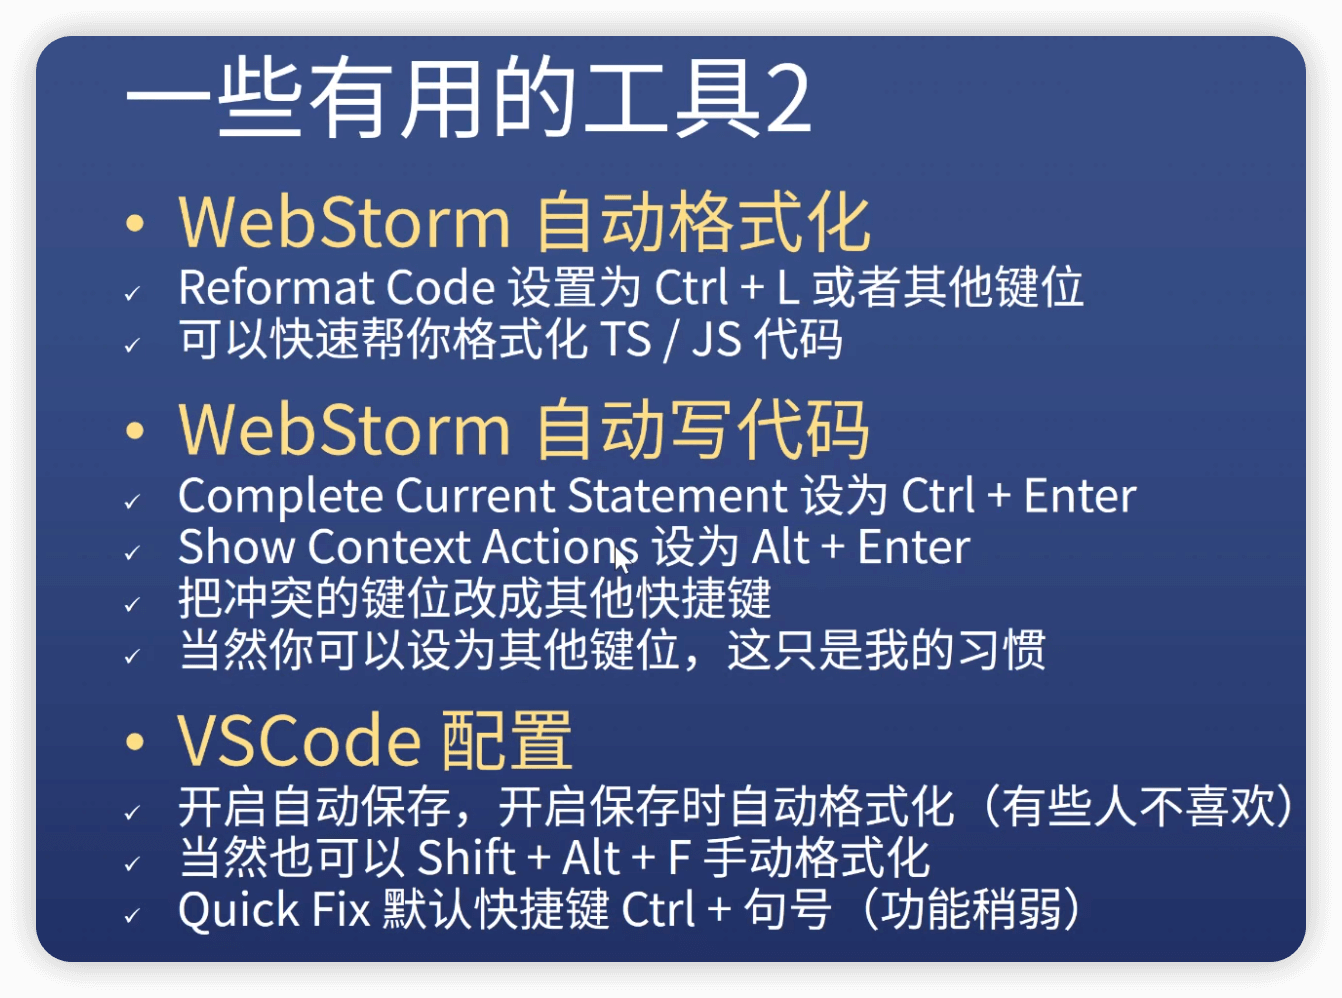 一些有用的工具2
• WebStorm 自动格式化
✓ Reformat Code 设置为 Ctrl + L 或者其他键位
✓ 可以快速帮你格式化 TS / JS 代码
• WebStorm 自动写代码
✓ Complete Current Statement 设为 Ctrl + Enter
✓ Show Context Actions 设为 Alt + Enter
✓ 把冲突的键位改成其他快捷键
✓ 当然你可以设为其他键位，这只是我的习惯
• VSCode 配置
✓ 开启自动保存，开启保存时自动格式化（有些人不喜欢）
✓ 当然也可以 Shift + Alt + F 手动格式化
✓ Quick Fix 默认快捷键 Ctrl + 句号（功能稍弱）